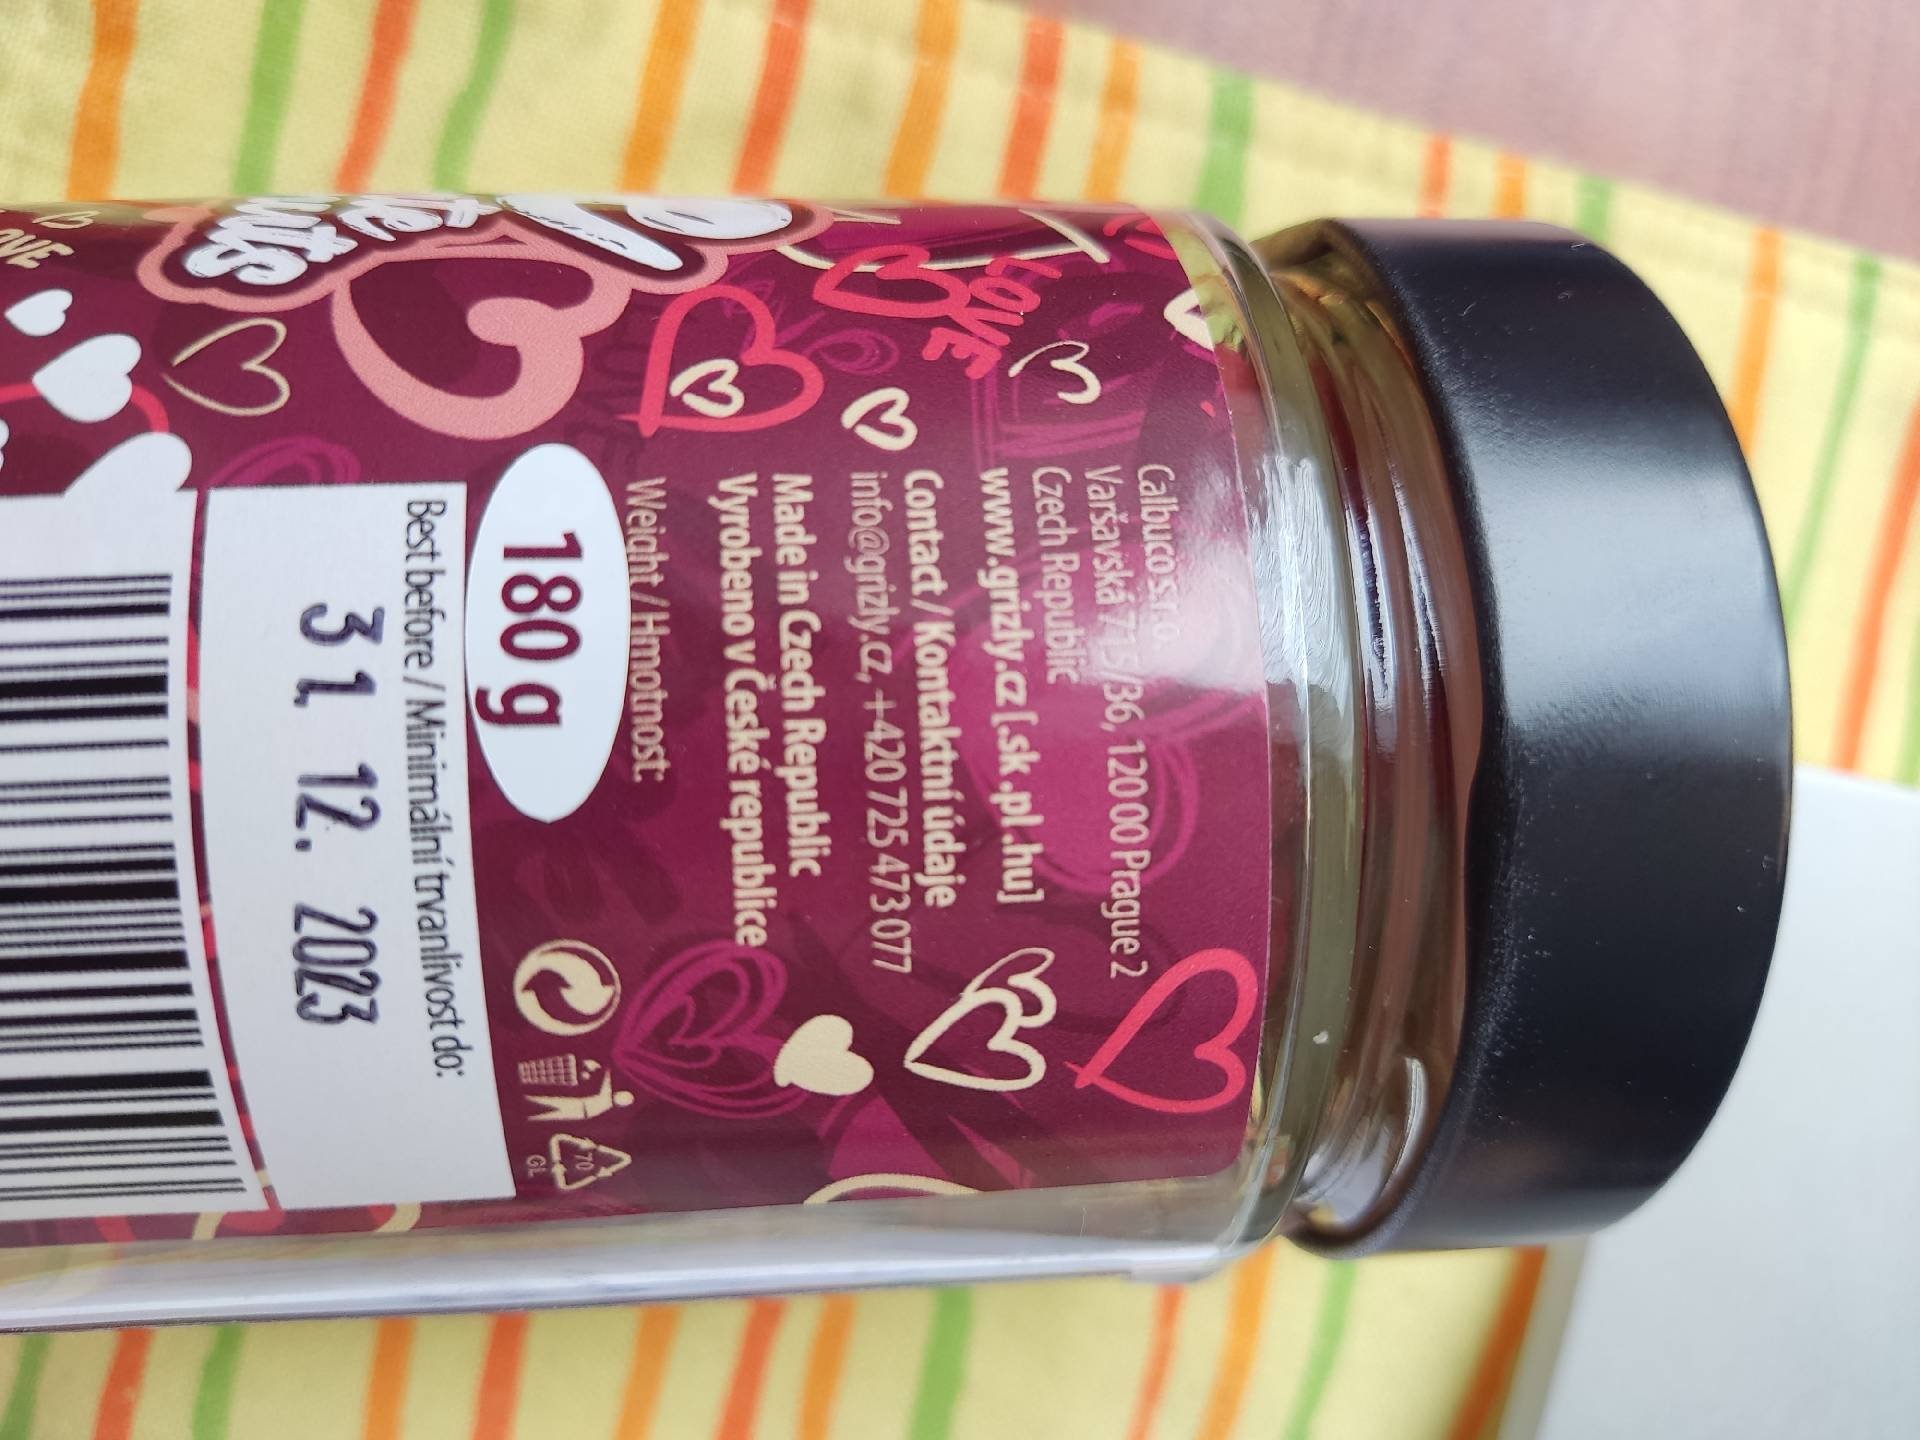 LOVE
Calbuco s.r.o.
Varšavská 715/36, 120 00 Prague 2
Czech Republic
www.grizly.cz [.sk .pl .hu]
Contact / Kontaktní údaje
info@grizly.cz, +420 725 473 077
Made in Czech Republic
Vyrobeno v České republice
Weight / Hmotnost:
180 g
70
GL
Best before / Minimální trvanlivost do:
31. 12. 2023